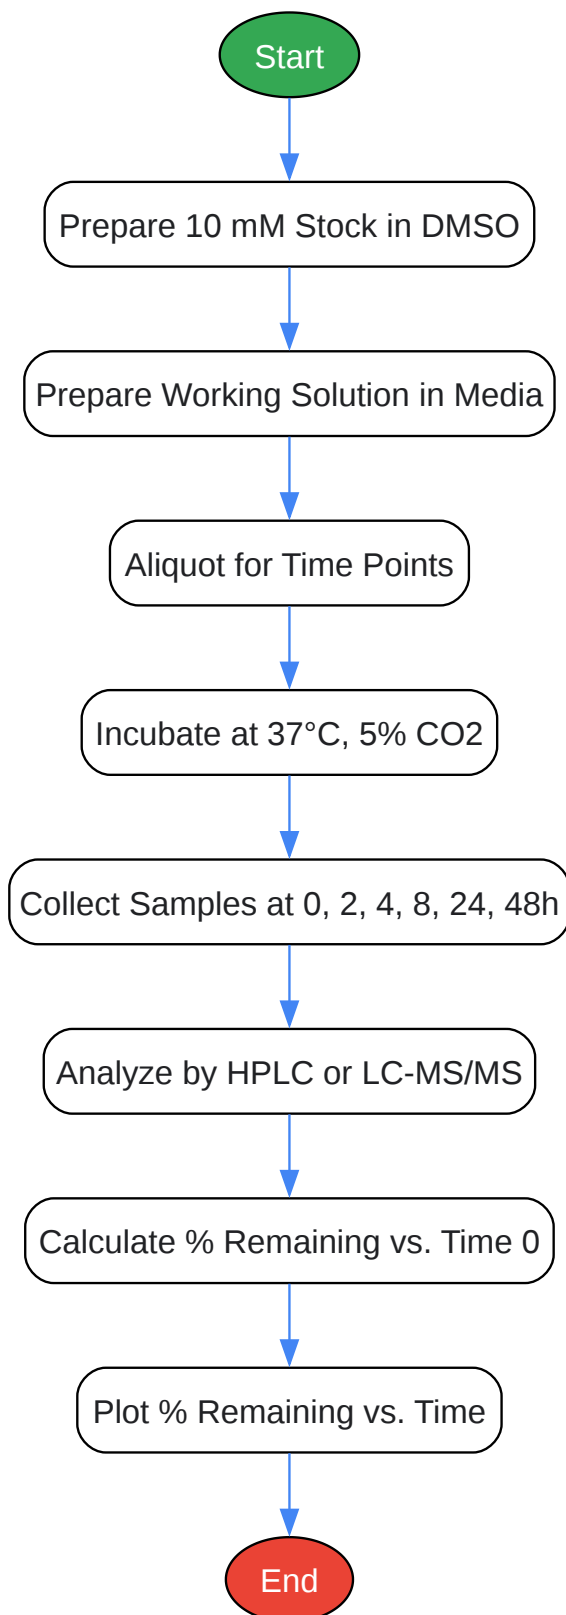 Start
Prepare 10 mM Stock in DMSO
Prepare Working Solution in Media
Aliquot for Time Points
Incubate at 37°C, 5% CO2
Collect Samples at 0, 2, 4, 8, 24, 48h
Analyze by HPLC or LC-MS/MS
Calculate % Remaining vs. Time 0
Plot % Remaining vs. Time
End